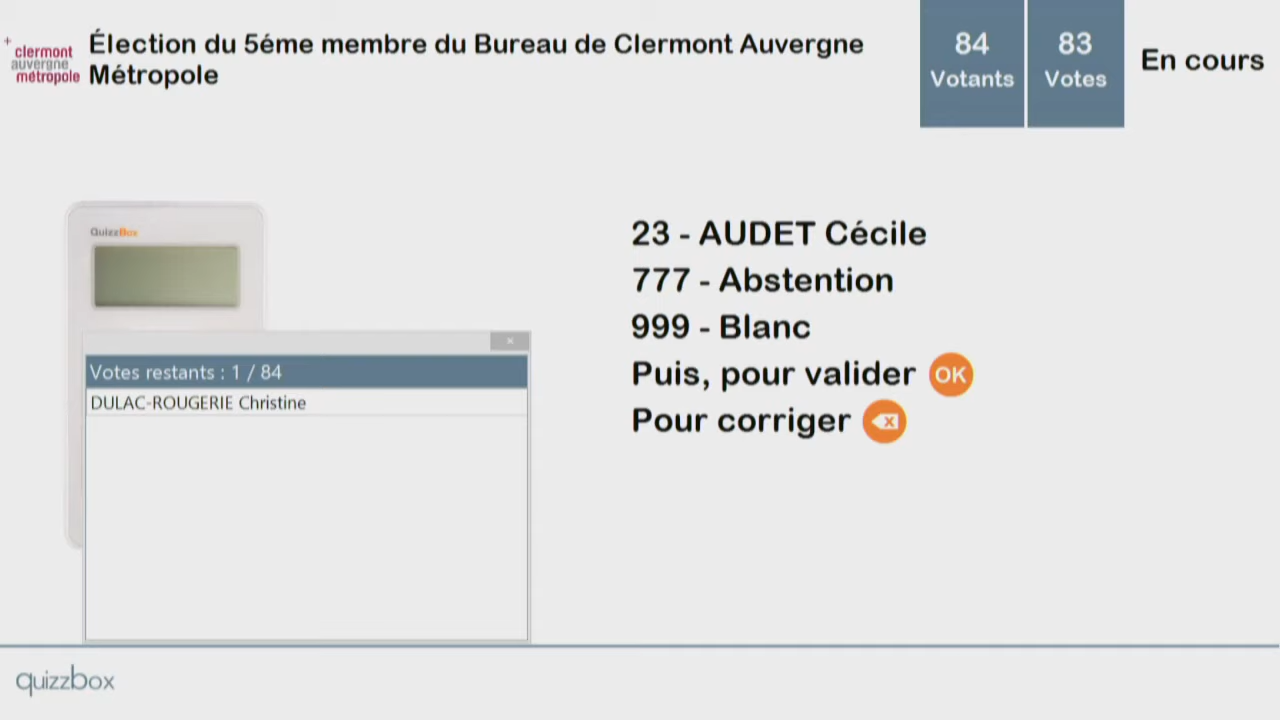 +
clermont
auvergne
métropole
Élection du 5éme membre du Bureau de Clermont Auvergne
Métropole
84
Votants
83
Votes
En cours
QuizzBox
23 - AUDET Cécile
777 - Abstention
999 - Blanc
Puis, pour valider OK
Pour corriger
Votes restants : 1 / 84
DULAC-ROUGERIE Christine
quizzbox